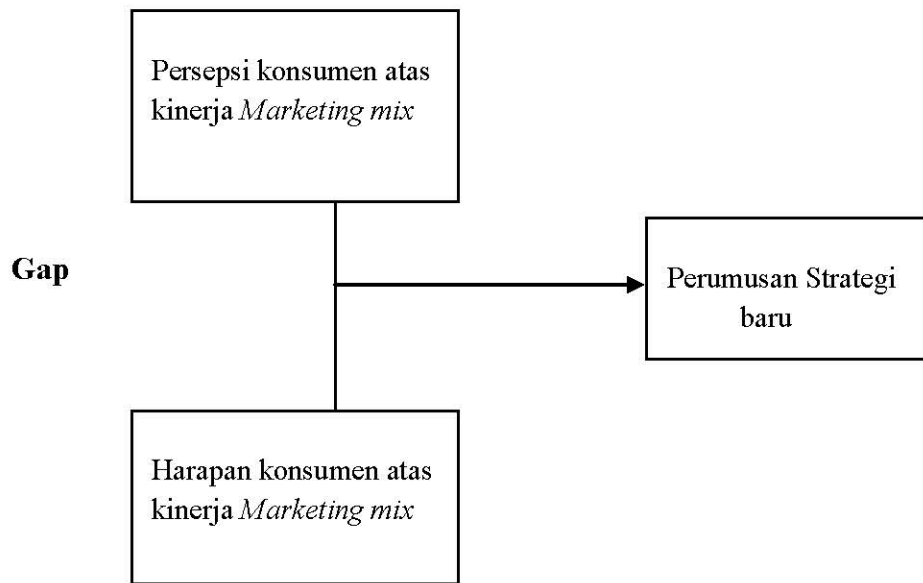 Persepsi konsumen atas
kinerja Marketing mix
Gap
Perumusan Strategi
baru
Harapan konsumen atas
kinerja Marketing mix